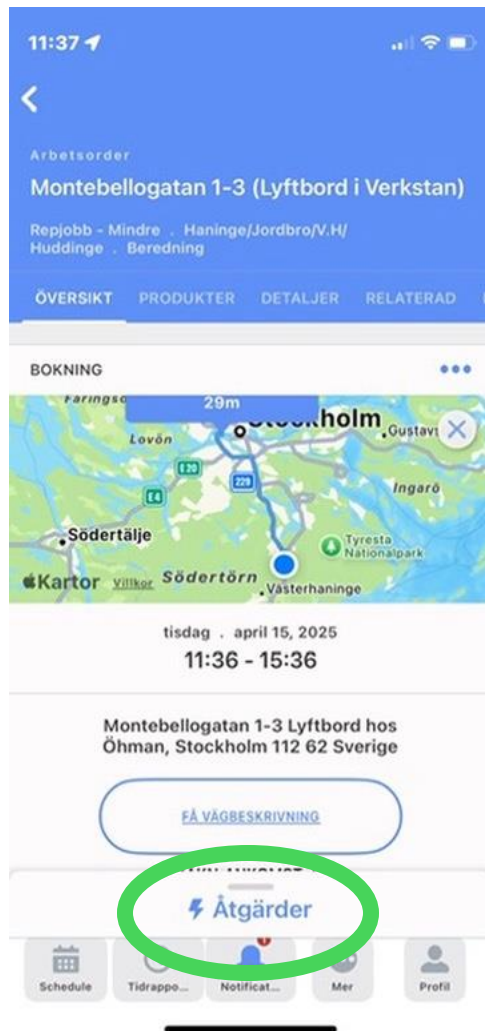 11:37
Arbetsorder
Montebellogatan 1-3 (Lyftbord i Verkstan)
Repjobb - Mindre . Haninge/Jordbro/V.H/
Huddinge . Beredning
ÖVERSIKT PRODUKTER DETALJER RELATERAD
BOKNING
29m
holm
Lovön
E20
E4
229
Ingarö
Södertälje
Tyresta
Nationalpark
Kartor Villkor Södertörn
Västerhaninge
tisdag . april 15, 2025
11:36 - 15:36
Montebellogatan 1-3 Lyftbord hos
Öhman, Stockholm 112 62 Sverige
FÅ VÄGBESKRIVNING
Åtgärder
Schedule Tidrappo... Notificat... Mer Profil